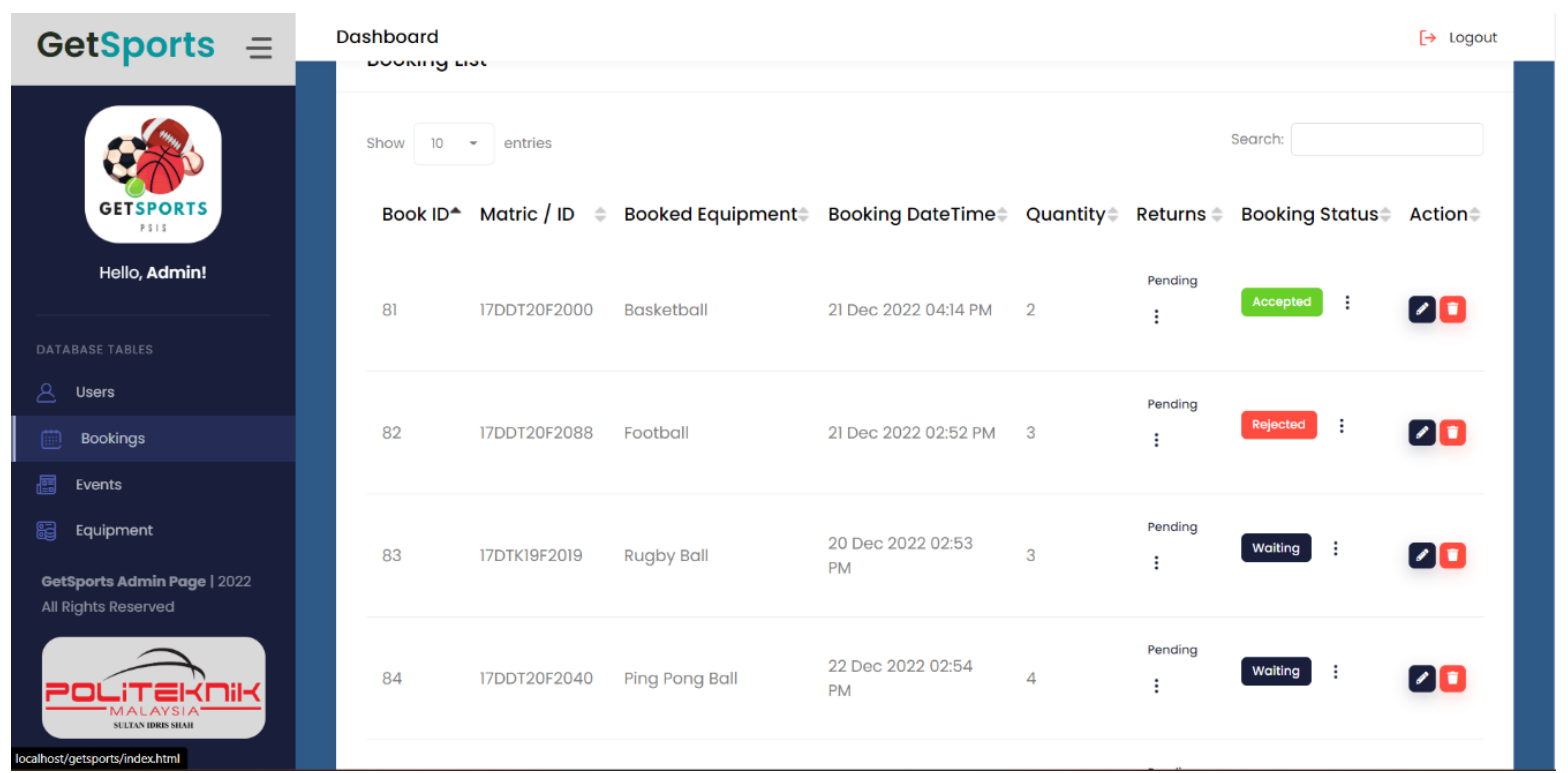 GetSports
Dashboard
Logout
Booking List
GETSPORTS
PSIS
Hello, Admin!
DATABASE TABLES
Users
Bookings
Events
Equipment
GetSports Admin Page | 2022
All Rights Reserved
POLITEKNIK
MALAYSIA
SULTAN IDRIS SHAH
localhost/getsports/index.html
Show 10 entries
Search:
Book ID Matric / ID Booked Equipment Booking DateTime Quantity Returns Booking Status Action
81 17DDT20F2000 Basketball 21 Dec 2022 04:14 PM 2 Pending Accepted
82 17DDT20F2088 Football 21 Dec 2022 02:52 PM 3 Pending Rejected
83 17DTK19F2019 Rugby Ball 20 Dec 2022 02:53 PM 3 Pending Waiting
84 17DDT20F2040 Ping Pong Ball 22 Dec 2022 02:54 PM 4 Pending Waiting